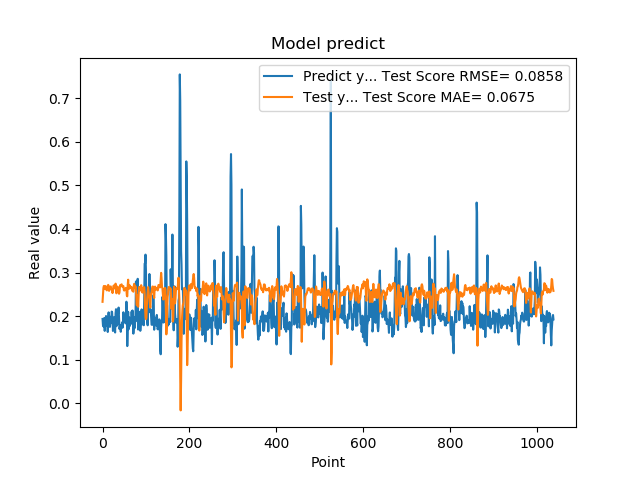 Model predict
Predict y... Test Score RMSE= 0.0858
Test y... Test Score MAE= 0.0675
Real value
0.7
0.6
0.5
0.4
0.3
0.2
0.1
0.0
0 200 400 600 800 1000
Point